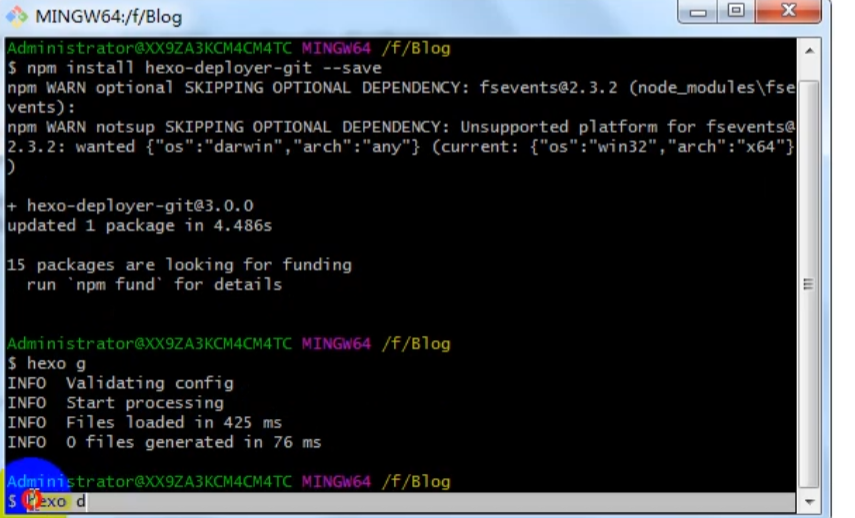 MINGW64:/f/Blog
Administrator@XX9ZA3KCM4CM4TC MINGW64 /f/Blog
$ npm install hexo-deployer-git --save
npm WARN optional SKIPPING OPTIONAL DEPENDENCY: fsevents@2.3.2 (node_modules\fse
vents):
npm WARN notsup SKIPPING OPTIONAL DEPENDENCY: Unsupported platform for fsevents@
2.3.2: wanted {"os":"darwin","arch":"any"} (current: {"os":"win32","arch":"x64"}
)
+ hexo-deployer-git@3.0.0
updated 1 package in 4.486s
15 packages are looking for funding
run `npm fund` for details
Administrator@XX9ZA3KCM4CM4TC MINGW64 /f/Blog
$ hexo g
INFO  Validating config
INFO  Start processing
INFO  Files loaded in 425 ms
INFO  0 files generated in 76 ms
Administrator@XX9ZA3KCM4CM4TC MINGW64 /f/Blog
$ hexo d